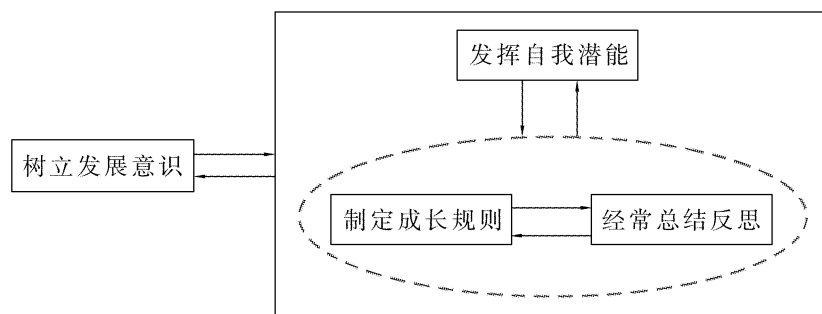 发挥自我潜能
树立发展意识
制定成长规则
经常总结反思